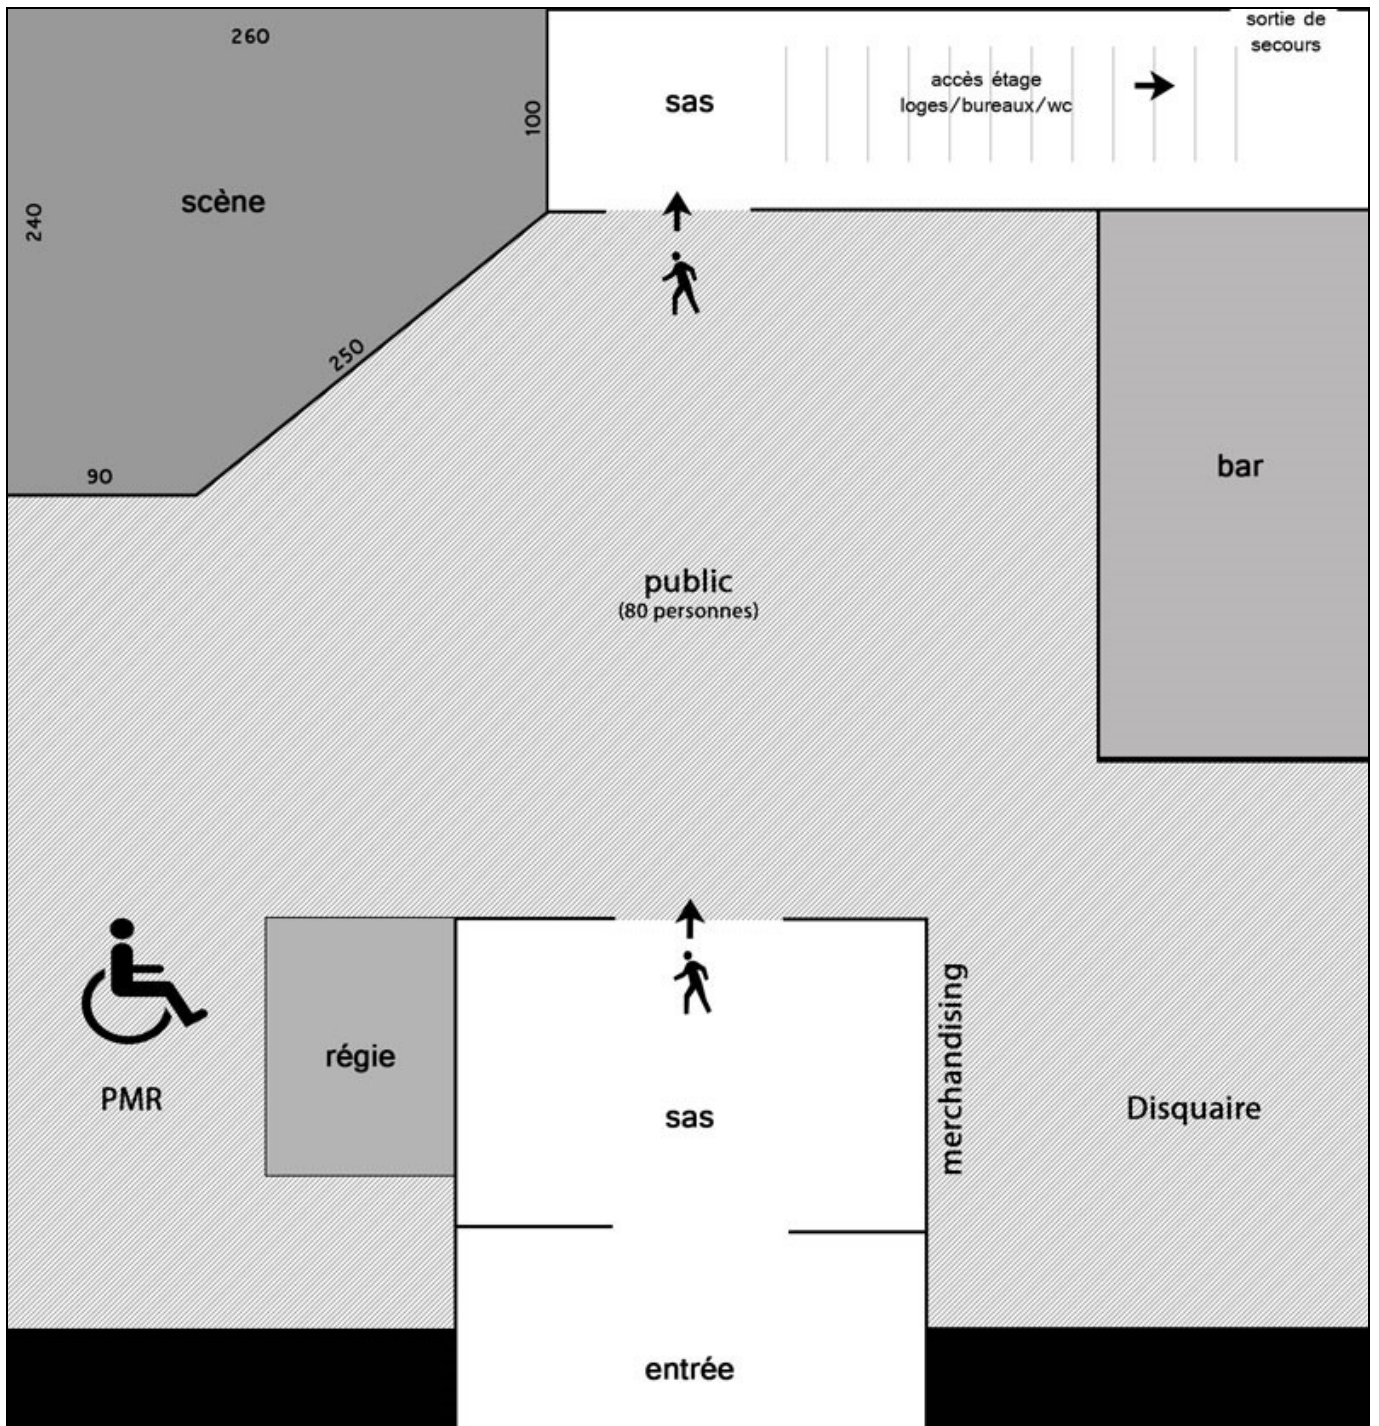 260
sortie de
secours
accès étage
loges/bureaux/wc
sas
100
scène
240
250
bar
90
public
(80 personnes)
régie
merchandising
PMR
Disquaire
sas
entrée